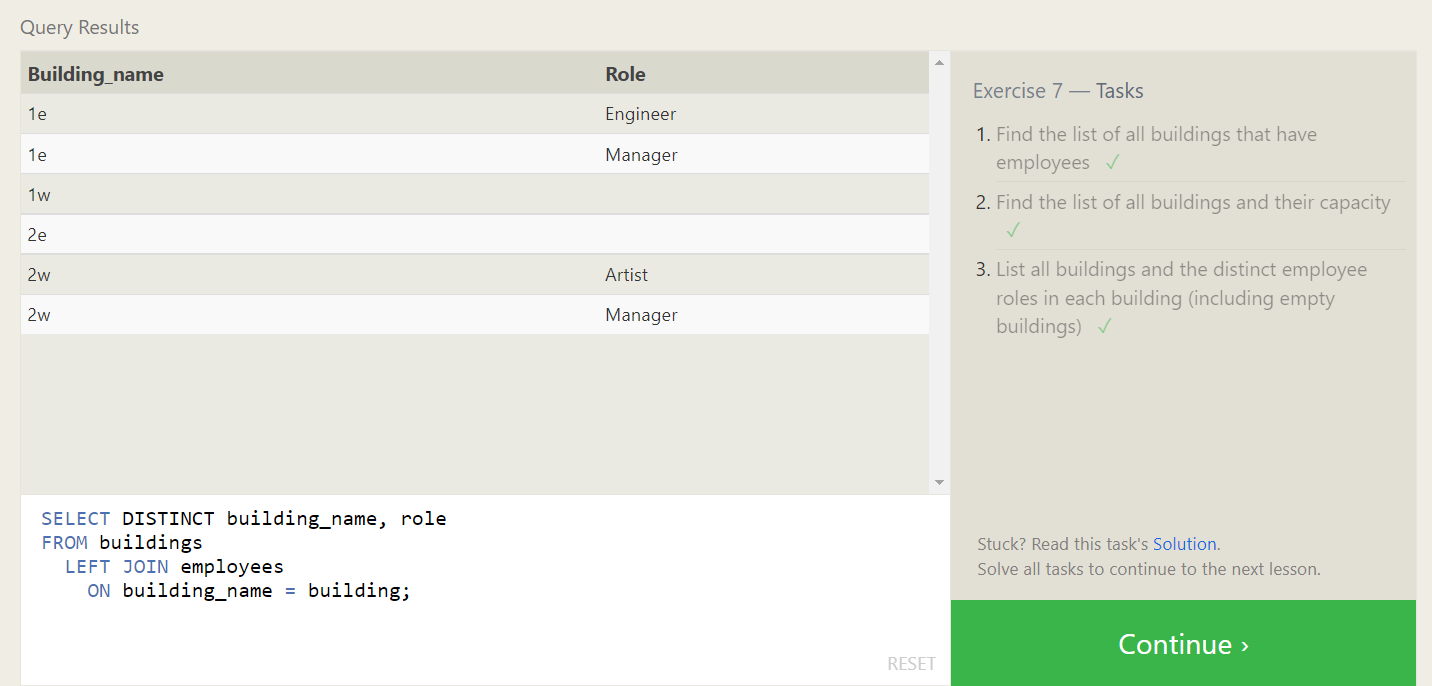 Query Results
Building_name Role
1e Engineer
1e Manager
1w
2e
2w Artist
2w Manager
SELECT DISTINCT building_name, role
FROM buildings
LEFT JOIN employees
ON building_name = building;
RESET
Exercise 7 — Tasks
1. Find the list of all buildings that have
employees ✓
2. Find the list of all buildings and their capacity
✓
3. List all buildings and the distinct employee
roles in each building (including empty
buildings) ✓
Stuck? Read this task's Solution.
Solve all tasks to continue to the next lesson.
Continue ›